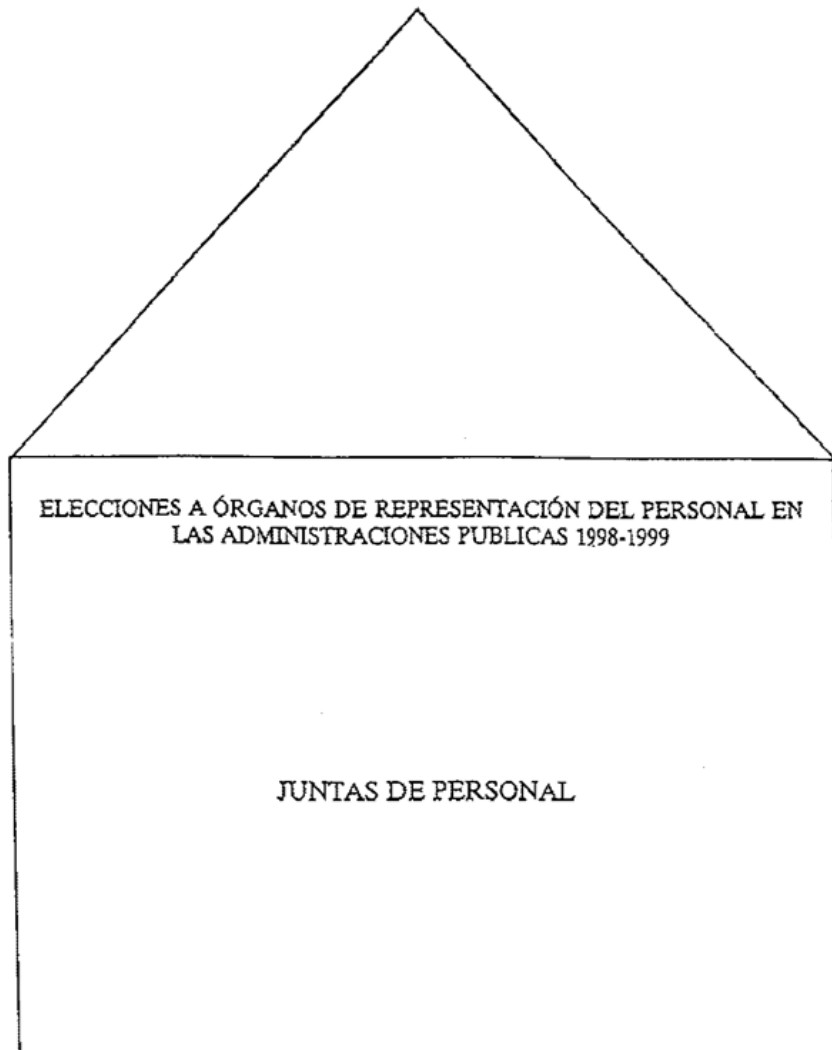 ELECCIONES A ÓRGANOS DE REPRESENTACIÓN DEL PERSONAL EN
LAS ADMINISTRACIONES PUBLICAS 1998-1999
JUNTAS DE PERSONAL